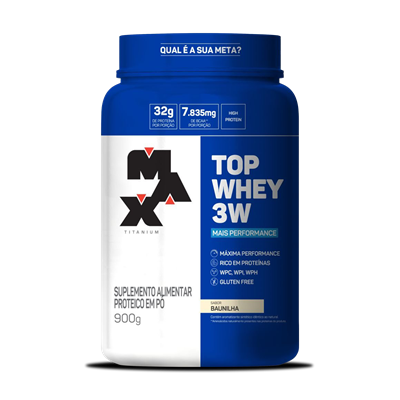 QUAL É A SUA META?
32g
DE PROTEÍNA
POR PORÇÃO
7.835mg
DE BCAA*
POR PORÇÃO
HIGH
PROTEIN
MAX
TITANIUM
TOP
WHEY
3W
MAIS PERFORMANCE
MÁXIMA PERFORMANCE
RICO EM PROTEÍNAS
WPC, WPI, WPH
GLUTEN FREE
SUPLEMENTO ALIMENTAR
PROTEICO EM PÓ
900g
SABOR
BAUNILHA